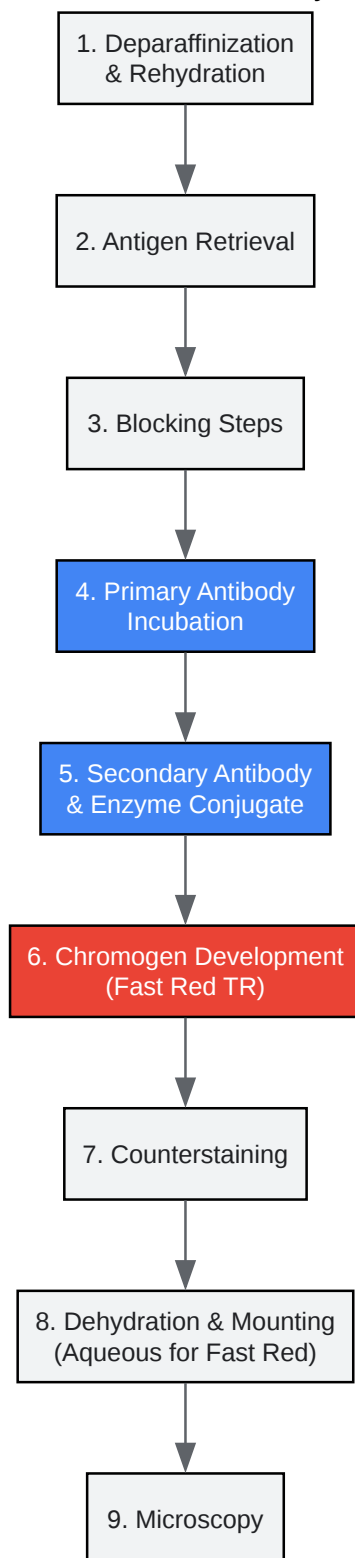 1. Deparaffinization
& Rehydration
2. Antigen Retrieval
3. Blocking Steps
4. Primary Antibody
Incubation
5. Secondary Antibody
& Enzyme Conjugate
6. Chromogen Development
(Fast Red TR)
7. Counterstaining
8. Dehydration & Mounting
(Aqueous for Fast Red)
9. Microscopy